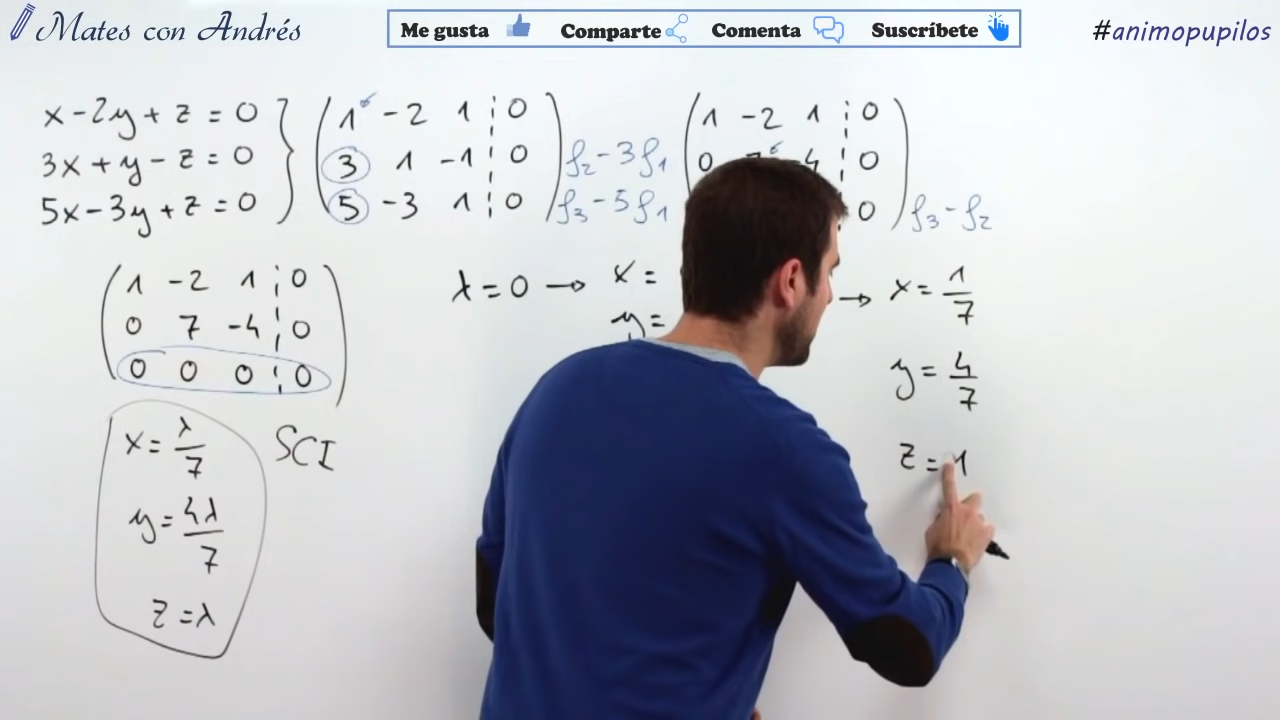 Mates con Andrés
Me gusta Comparte Comenta Suscríbete
#animopupilos
x-2y+z=0
3x+y-z=0
5x-3y+z=0
1 -2 1 0
3 1 -1 0
5 -3 1 0
f₂-3f₁
f₃-5f₁
1 -2 1 0
0 0
0
f₃-f₂
1 -2 1 0
0 7 -4 0
0 0 0 0
x=λ/7
y=4λ/7
z=λ
SCI
λ=0 → x=
y=
→ x=1/7
y=4/7
z=1